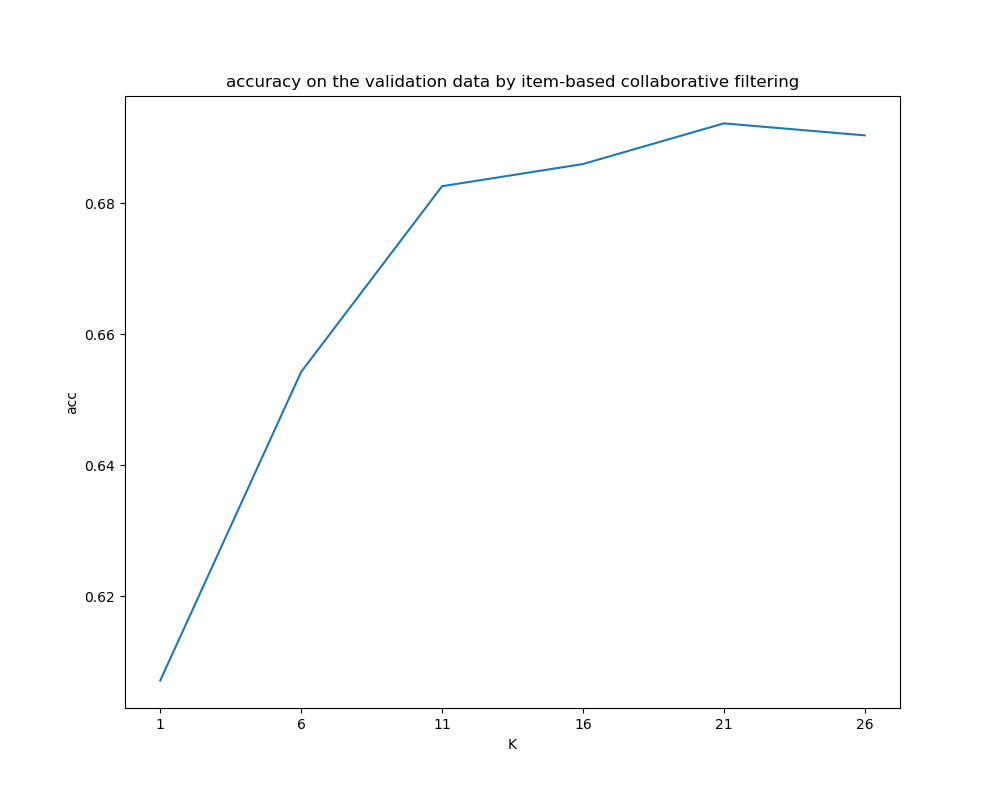 accuracy on the validation data by item-based collaborative filtering
0.68
0.66
0.64
0.62
acc
1 6 11 16 21 26
K